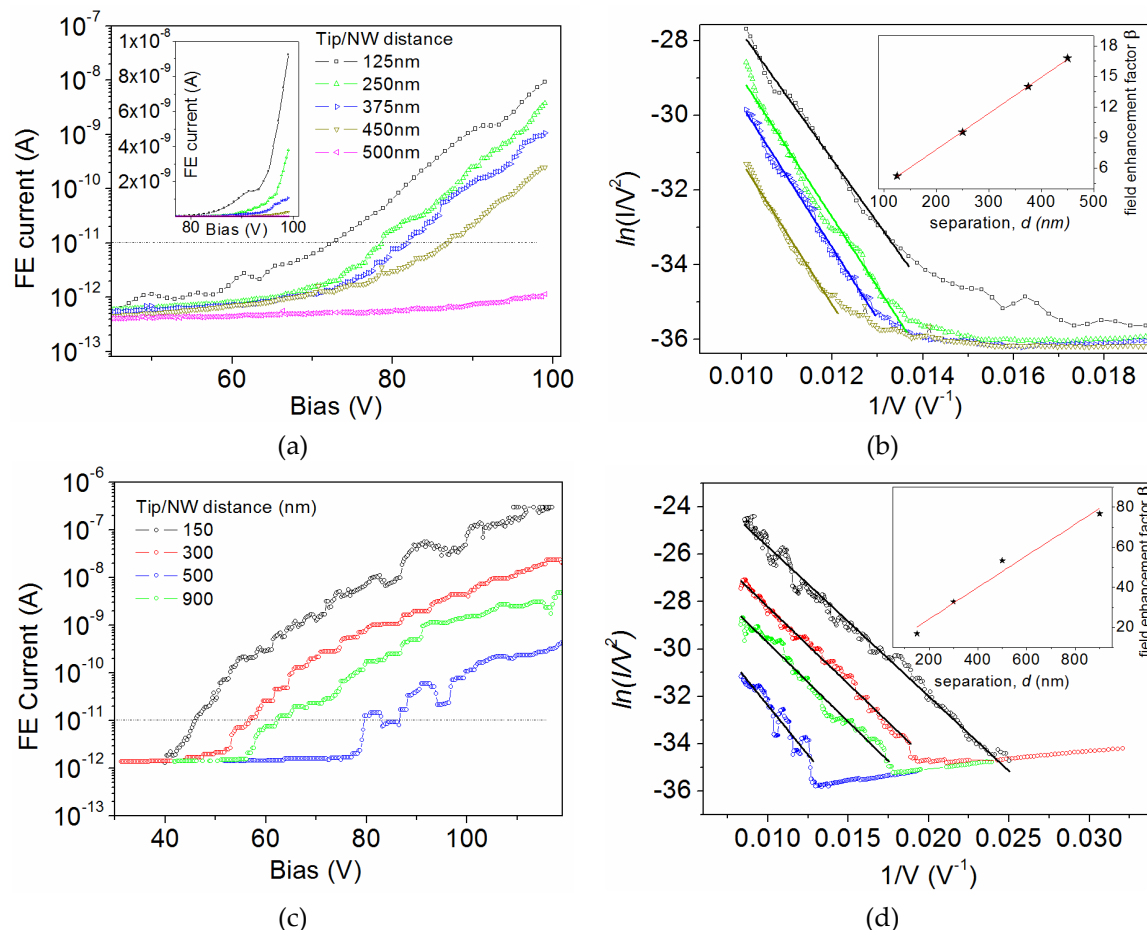 10⁻⁶
10⁻⁷
10⁻⁸
10⁻⁹
10⁻¹⁰
10⁻¹¹
10⁻¹²
10⁻¹³
FE current (A)
60
80
100
Bias (V)
1x10⁻⁸
8x10⁻⁹
6x10⁻⁹
4x10⁻⁹
2x10⁻⁹
FE current (A)
80
100
Bias (V)
Tip/NW distance
125nm
250nm
375nm
450nm
500nm
(a)
-28
-30
-32
-34
-36
ln(I/V²)
0.010
0.012
0.014
0.016
0.018
1/V (V⁻¹)
18
15
12
9
6
field enhancement factor β
100
200
300
400
500
separation, d (nm)
(b)
10⁻⁶
10⁻⁷
10⁻⁸
10⁻⁹
10⁻¹⁰
10⁻¹¹
10⁻¹²
10⁻¹³
FE Current (A)
40
60
80
100
Bias (V)
Tip/NW distance (nm)
150
300
500
900
(c)
-24
-26
-28
-30
-32
-34
-36
ln(I/V²)
0.010
0.015
0.020
0.025
0.030
1/V (V⁻¹)
80
60
40
20
field enhancement factor β
200
400
600
800
separation, d (nm)
(d)